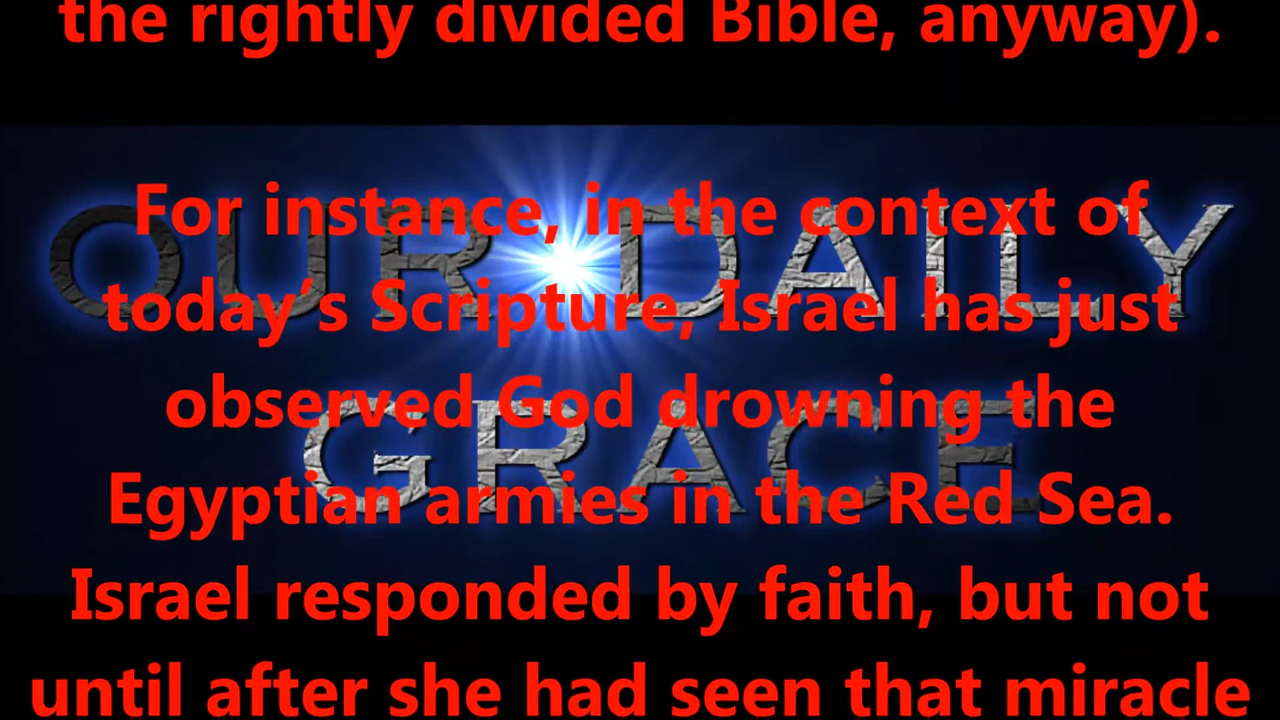 the rightly divided Bible, anyway).
OUR DAILY
GRACE
For instance, in the context of
today's Scripture, Israel has just
observed God drowning the
Egyptian armies in the Red Sea.
Israel responded by faith, but not
until after she had seen that miracle